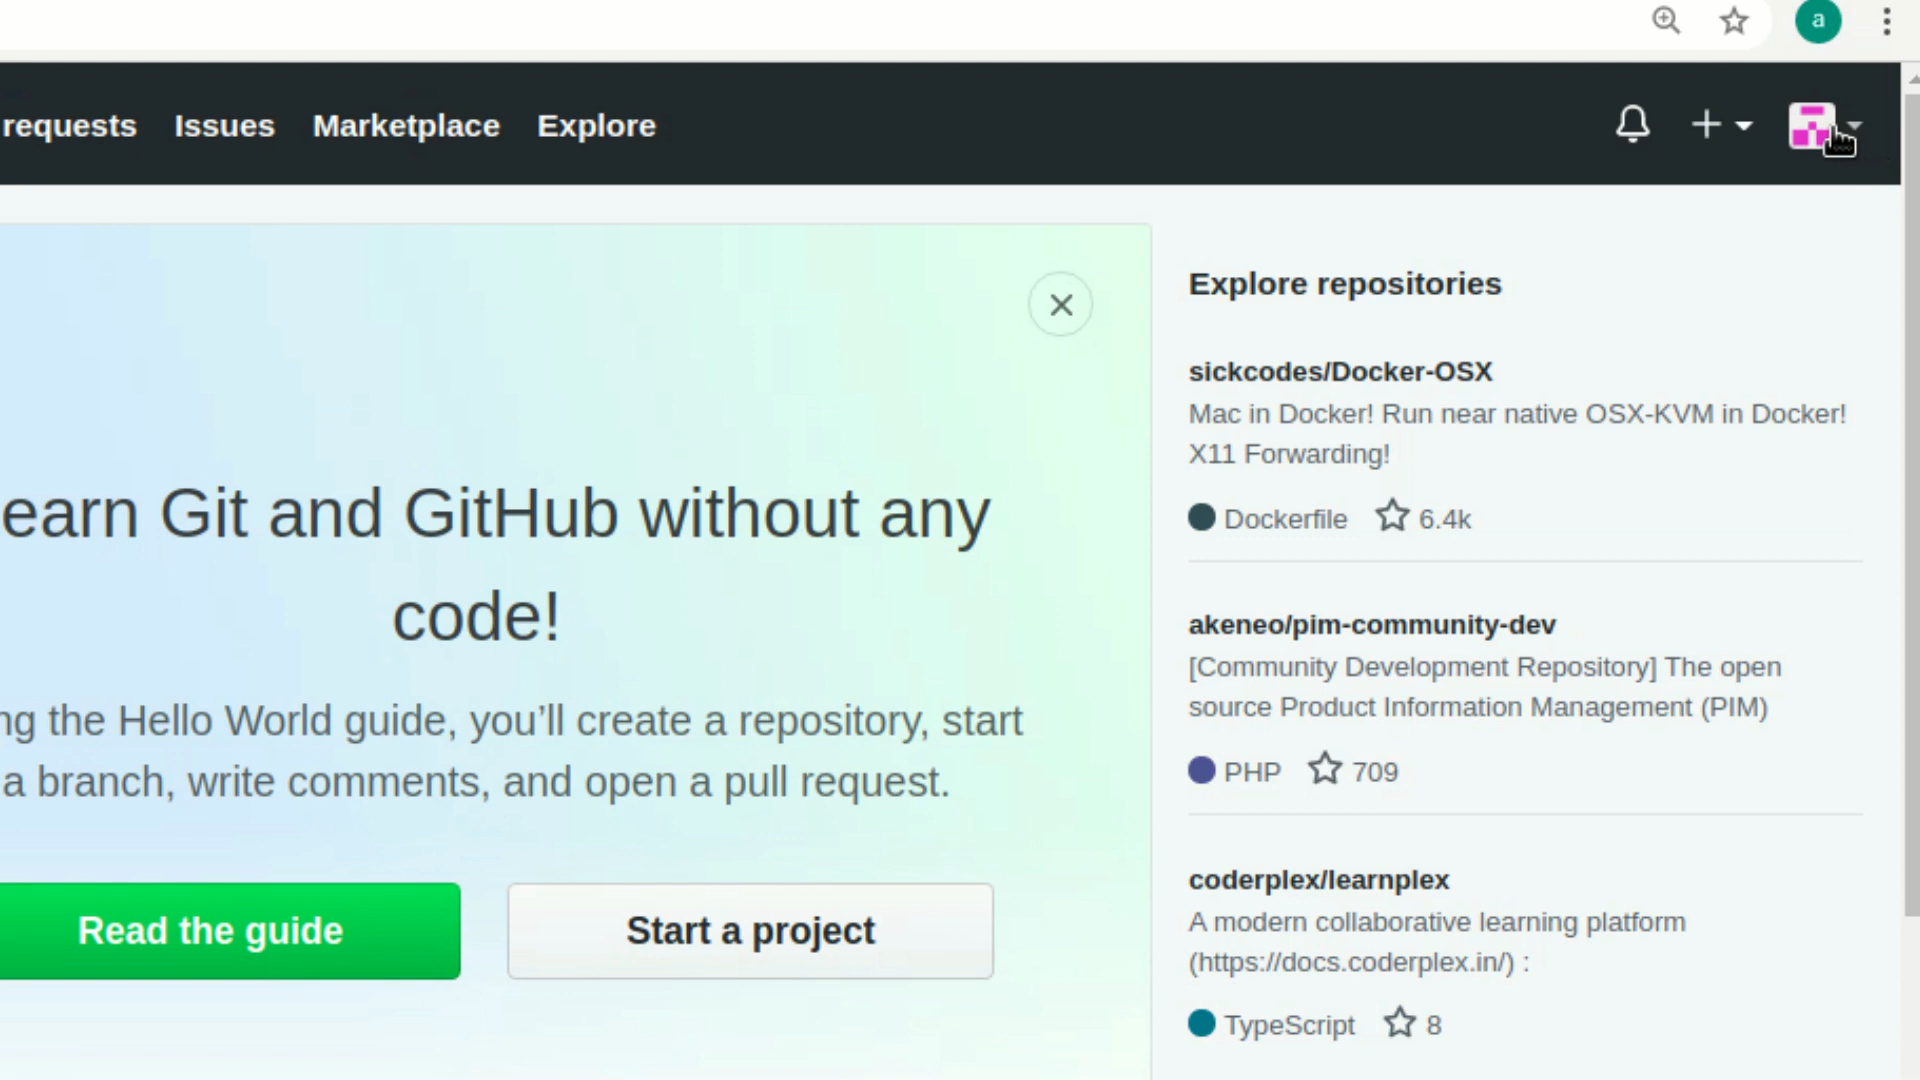 a
requests Issues Marketplace Explore
Explore repositories
sickcodes/Docker-OSX
Mac in Docker! Run near native OSX-KVM in Docker!
X11 Forwarding!
Dockerfile 6.4k
earn Git and GitHub without any
code!
ng the Hello World guide, you’ll create a repository, start
a branch, write comments, and open a pull request.
Read the guide
Start a project
akeneo/pim-community-dev
[Community Development Repository] The open
source Product Information Management (PIM)
PHP 709
coderplex/learnplex
A modern collaborative learning platform
(https://docs.coderplex.in/) :
TypeScript 8